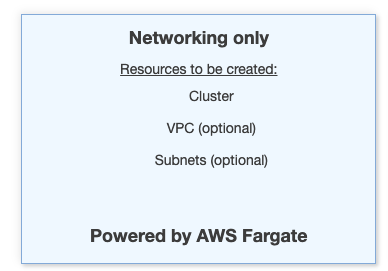 Networking only
Resources to be created:
Cluster
VPC (optional)
Subnets (optional)
Powered by AWS Fargate